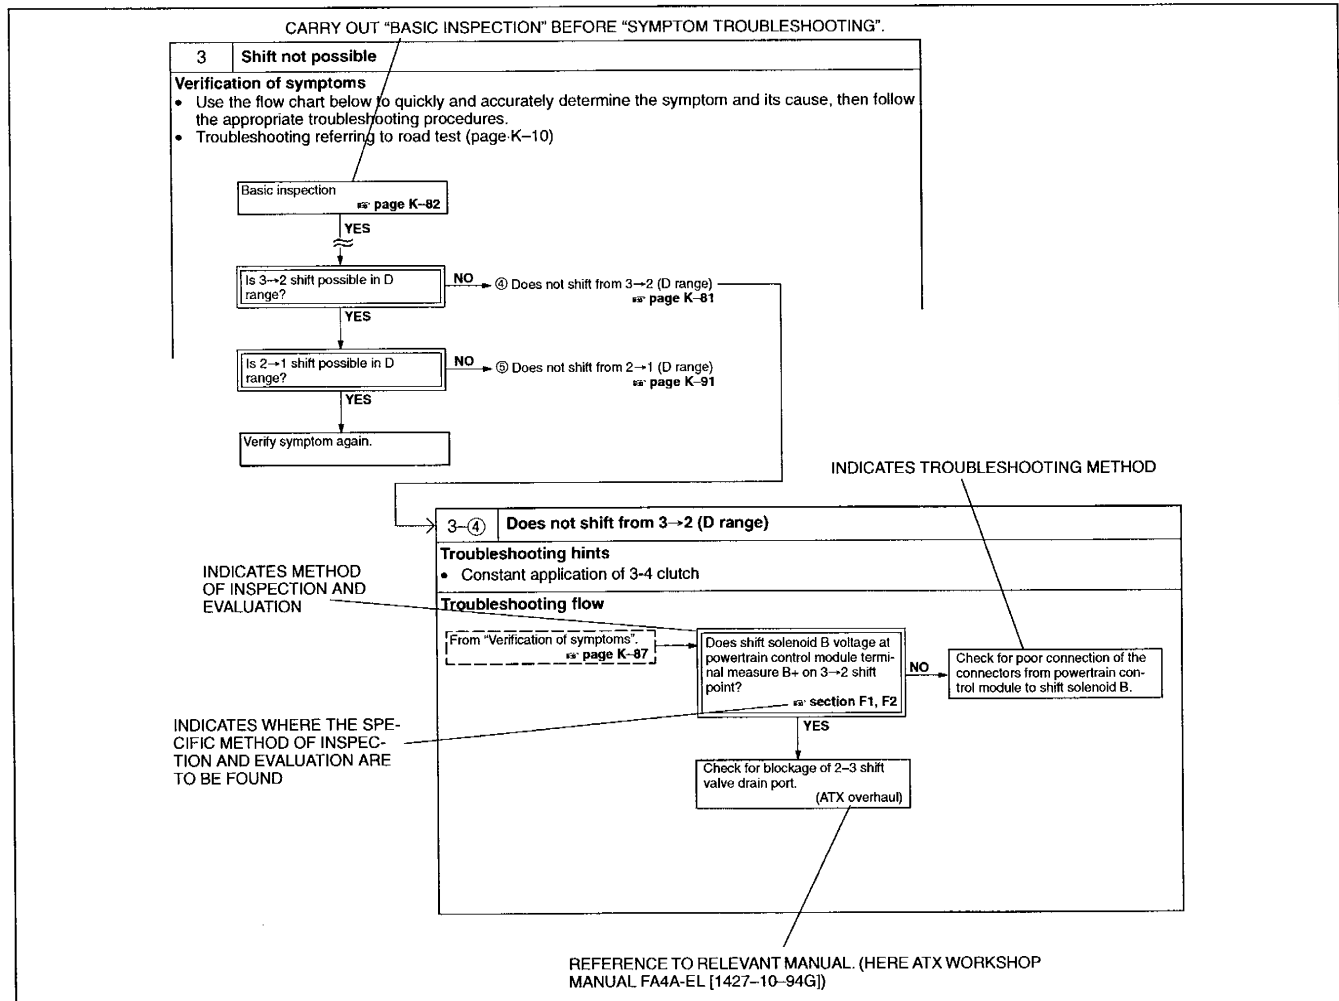 CARRY OUT “BASIC INSPECTION” BEFORE “SYMPTOM TROUBLESHOOTING”.
3 Shift not possible
Verification of symptoms
• Use the flow chart below to quickly and accurately determine the symptom and its cause, then follow
the appropriate troubleshooting procedures.
• Troubleshooting referring to road test (page K–10)
Basic inspection
☞ page K–82
YES
Is 3→2 shift possible in D
range?
NO
④ Does not shift from 3→2 (D range)
☞ page K–81
YES
Is 2→1 shift possible in D
range?
NO
⑤ Does not shift from 2→1 (D range)
☞ page K–91
YES
Verify symptom again.
INDICATES TROUBLESHOOTING METHOD
3–④ Does not shift from 3→2 (D range)
Troubleshooting hints
• Constant application of 3-4 clutch
INDICATES METHOD
OF INSPECTION AND
EVALUATION
Troubleshooting flow
From “Verification of symptoms”.
☞ page K–87
Does shift solenoid B voltage at
powertrain control module termi-
nal measure B+ on 3→2 shift
point?
☞ section F1, F2
NO
Check for poor connection of the
connectors from powertrain con-
trol module to shift solenoid B.
INDICATES WHERE THE SPE-
CIFIC METHOD OF INSPEC-
TION AND EVALUATION ARE
TO BE FOUND
YES
Check for blockage of 2–3 shift
valve drain port.
(ATX overhaul)
REFERENCE TO RELEVANT MANUAL. (HERE ATX WORKSHOP
MANUAL FA4A-EL [1427–10–94G])